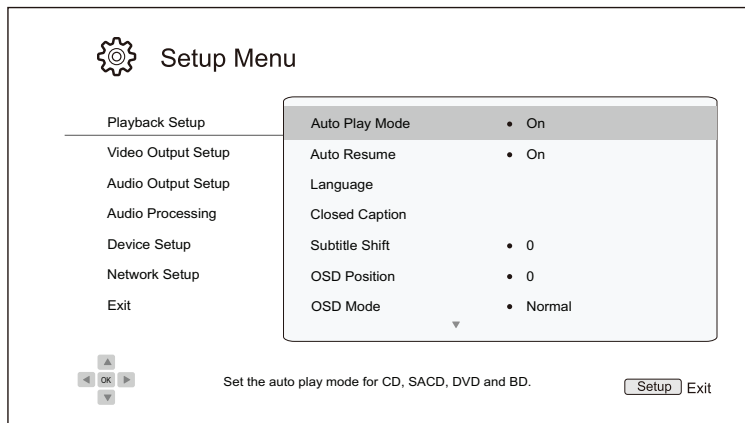 Setup Menu
Playback Setup
Video Output Setup
Audio Output Setup
Audio Processing
Device Setup
Network Setup
Exit
Auto Play Mode • On
Auto Resume • On
Language
Closed Caption
Subtitle Shift • 0
OSD Position • 0
OSD Mode • Normal
OK
Set the auto play mode for CD, SACD, DVD and BD.
Setup Exit